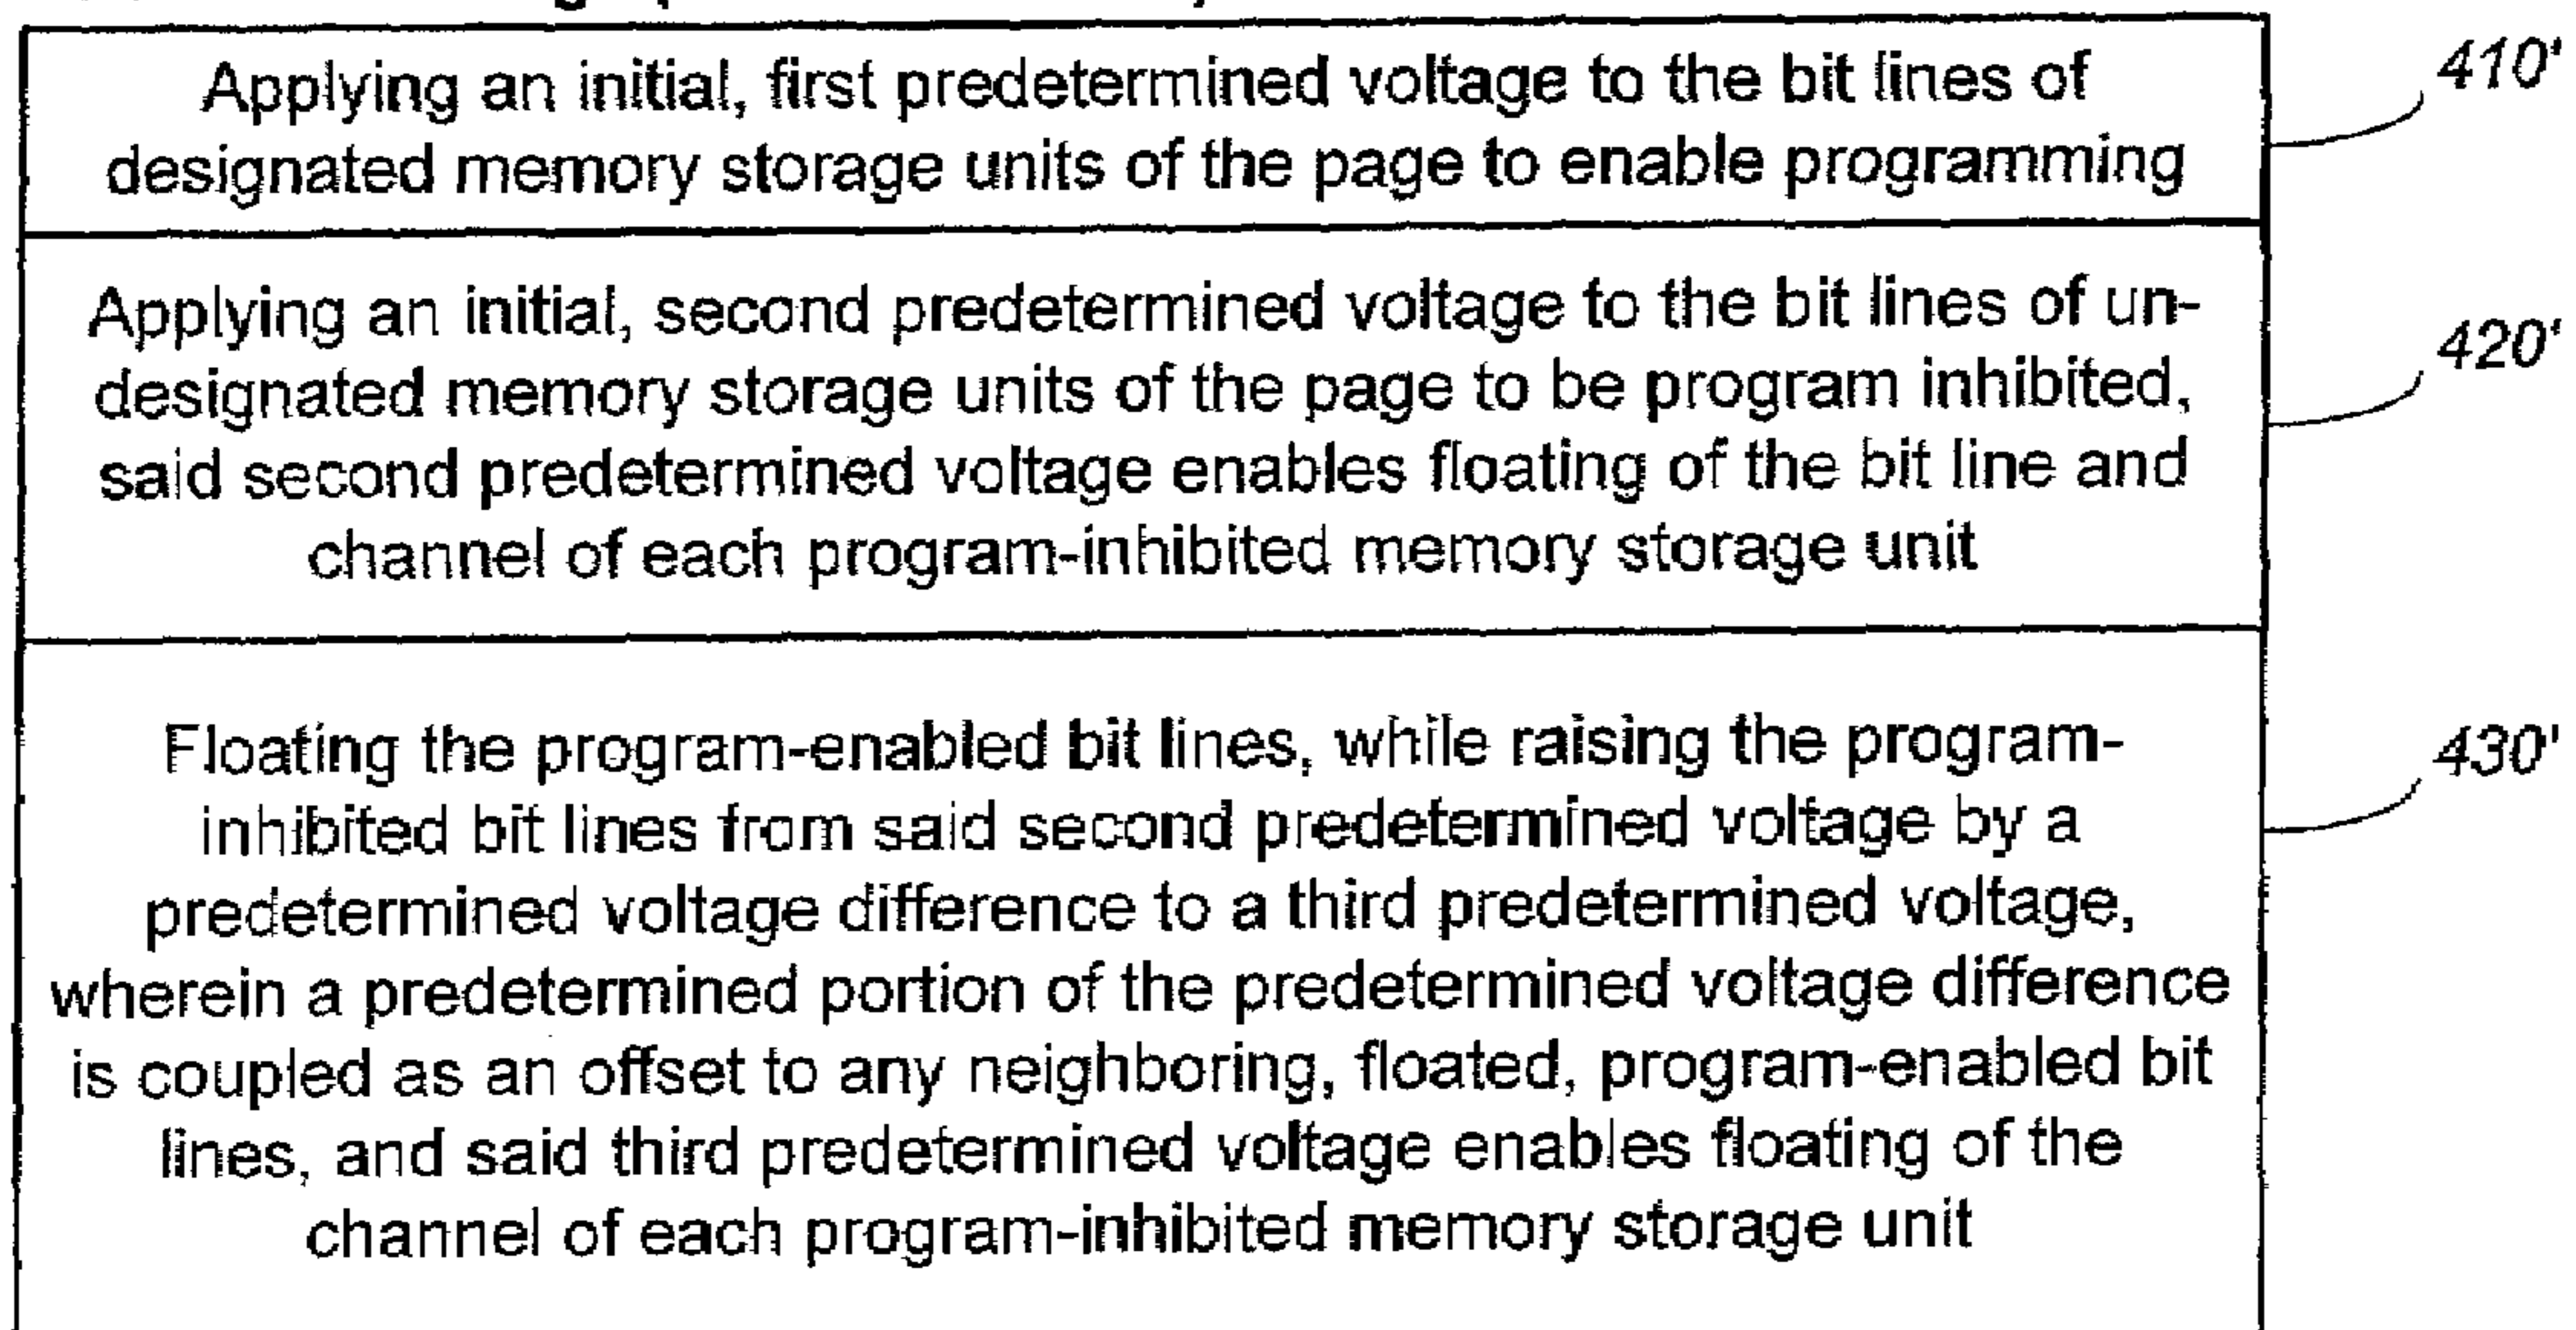 Applying an initial, first predetermined voltage to the bit lines of
designated memory storage units of the page to enable programming
410'
Applying an initial, second predetermined voltage to the bit lines of un-
designated memory storage units of the page to be program inhibited,
said second predetermined voltage enables floating of the bit line and
channel of each program-inhibited memory storage unit
420'
Floating the program-enabled bit lines, while raising the program-
inhibited bit lines from said second predetermined voltage by a
predetermined voltage difference to a third predetermined voltage,
wherein a predetermined portion of the predetermined voltage difference
is coupled as an offset to any neighboring, floated, program-enabled bit
lines, and said third predetermined voltage enables floating of the
channel of each program-inhibited memory storage unit
430'